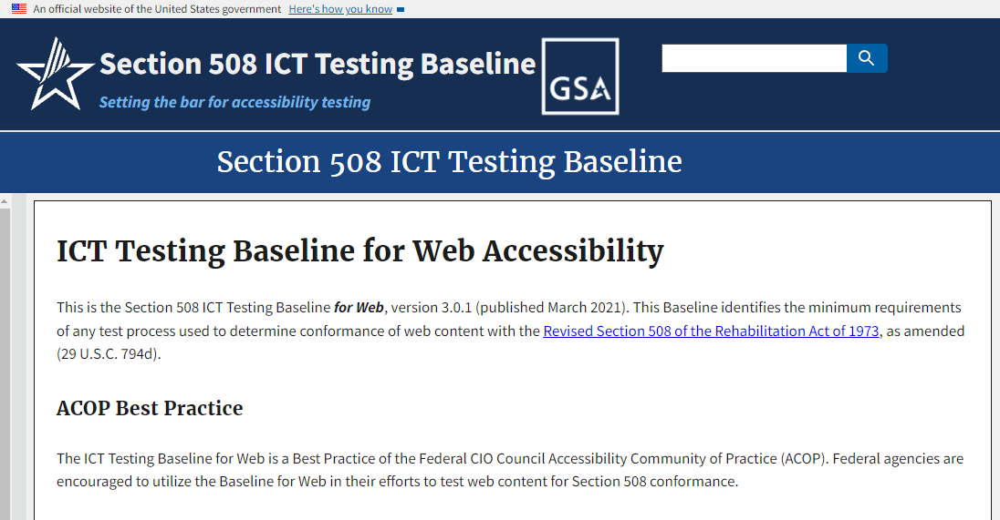 An official website of the United States government Here's how you know
Section 508 ICT Testing Baseline
Setting the bar for accessibility testing
GSA
Section 508 ICT Testing Baseline
ICT Testing Baseline for Web Accessibility
This is the Section 508 ICT Testing Baseline for Web, version 3.0.1 (published March 2021). This Baseline identifies the minimum requirements
of any test process used to determine conformance of web content with the Revised Section 508 of the Rehabilitation Act of 1973, as amended
(29 U.S.C. 794d).
ACOP Best Practice
The ICT Testing Baseline for Web is a Best Practice of the Federal CIO Council Accessibility Community of Practice (ACOP). Federal agencies are
encouraged to utilize the Baseline for Web in their efforts to test web content for Section 508 conformance.